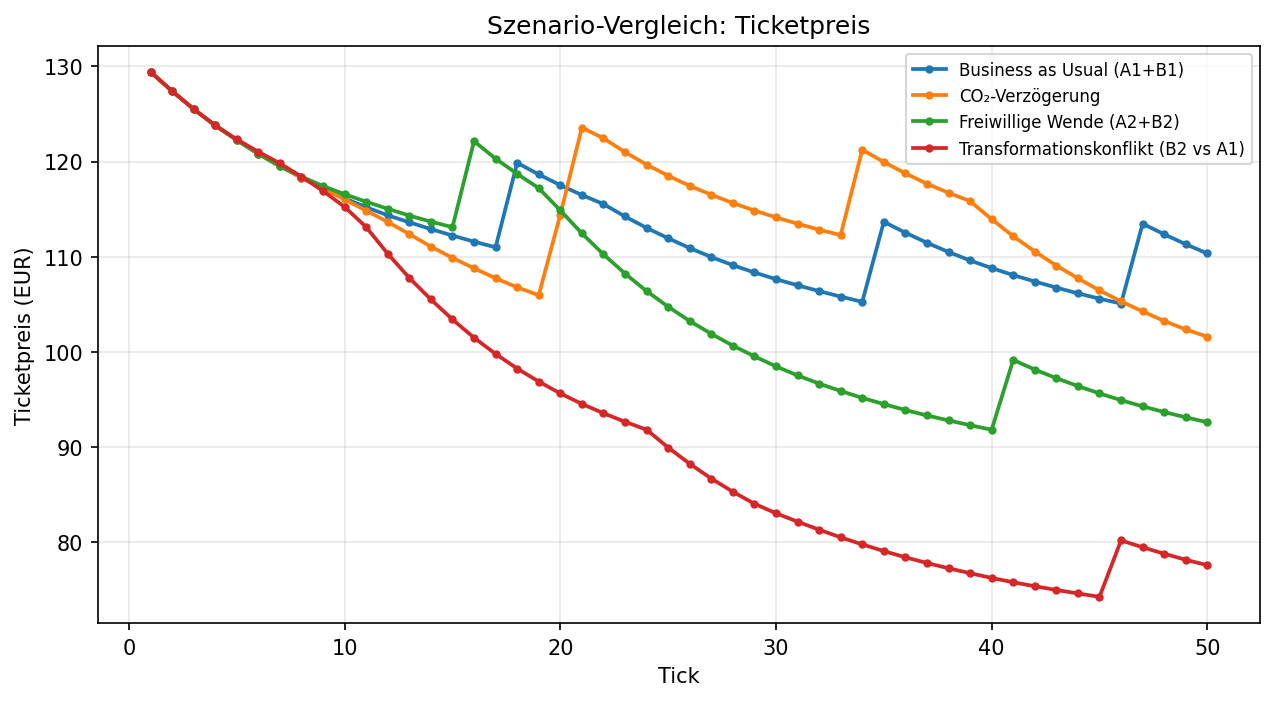 Szenario-Vergleich: Ticketpreis
Ticketpreis (EUR)
130
120
110
100
90
80
Business as Usual (A1+B1)
CO₂-Verzögerung
Freiwillige Wende (A2+B2)
Transformationskonflikt (B2 vs A1)
0 10 20 30 40 50
Tick